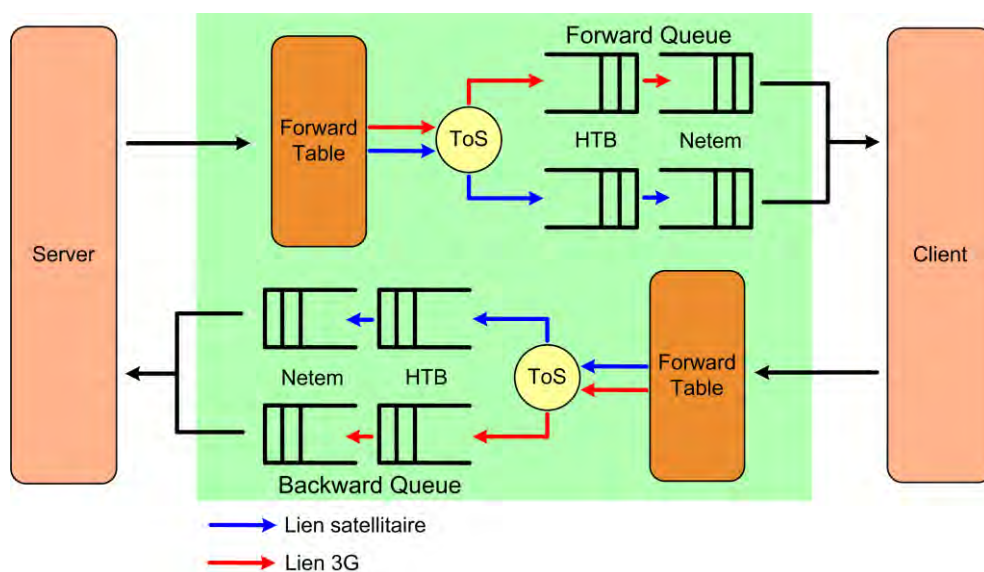 Forward Queue
Forward
Table
ToS
HTB
Netem
Server
Client
Netem
HTB
ToS
Forward
Table
Backward Queue
Lien satellitaire
Lien 3G